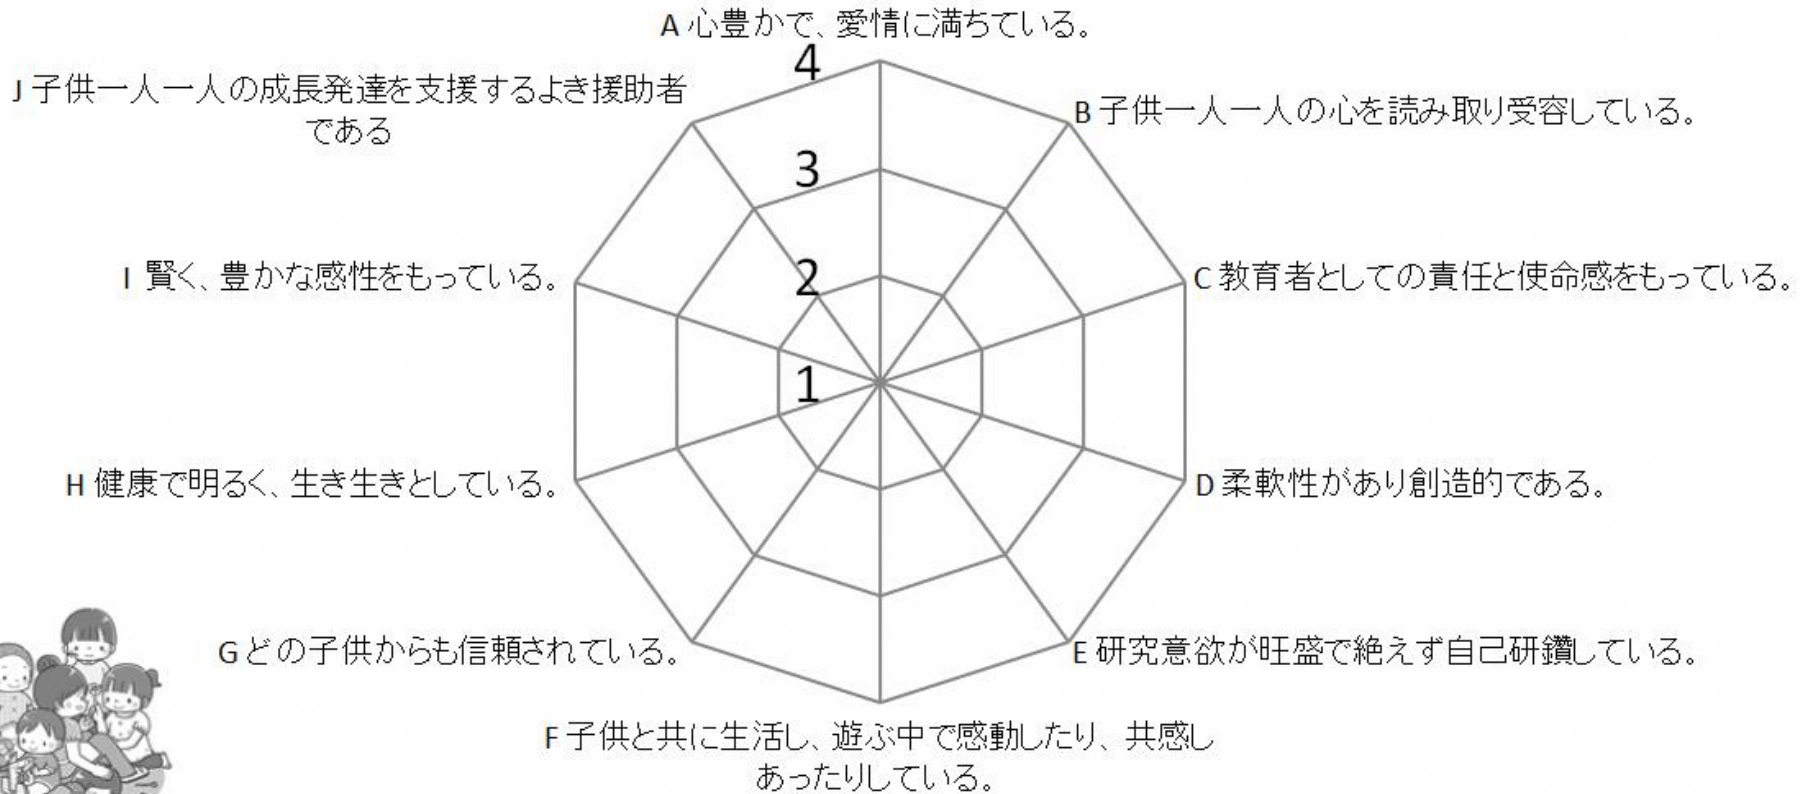 A 心豊かで、愛情に満ちている。
4
J 子供一人一人の成長発達を支援するよき援助者
である
B 子供一人一人の心を読み取り受容している。
3
I 賢く、豊かな感性をもっている。
2
C 教育者としての責任と使命感をもっている。
1
H 健康で明るく、生き生きとしている。
D 柔軟性があり創造的である。
G どの子供からも信頼されている。
E 研究意欲が旺盛で絶えず自己研鑽している。
F 子供と共に生活し、遊ぶ中で感動したり、共感し
あったりしている。